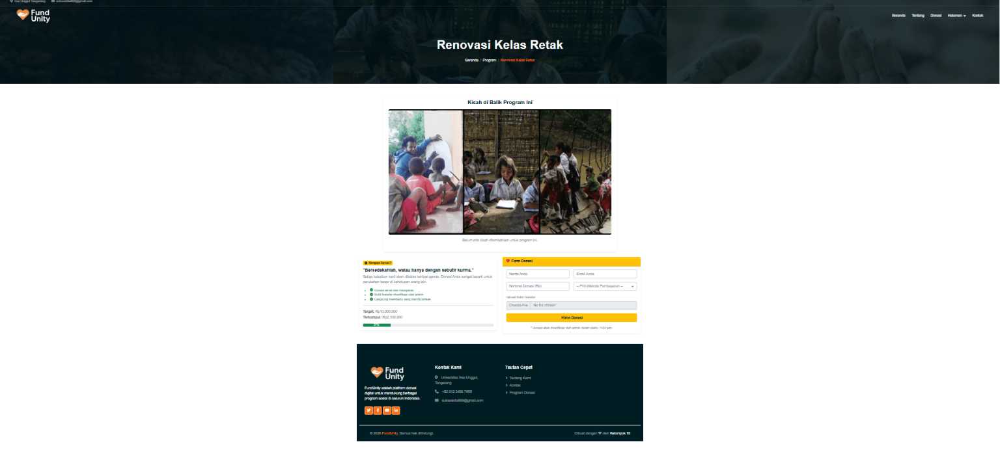 Esa Unggul Tangerang
Fund
Unity
Beranda
Tentang
Donasi
Halaman
Kontak
Renovasi Kelas Retak
Beranda / Program / Renovasi Kelas Retak
Kisah di Balik Program Ini
Belum ada kisah ditambahkan untuk program ini.
Mengapa Donasi?
"Bersedekahlah, walau hanya dengan sebutir kurma."
Setiap kebaikan kecil akan dibalas berlipat ganda. Donasi Anda sangat berarti untuk
perubahan besar di kehidupan orang lain.
Donasi aman dan transparan
Bukti transfer diverifikasi oleh admin
Langsung membantu yang membutuhkan
Target: Rp10.000.000
Terkumpul: Rp2.100.000
21%
Form Donasi
Nama Anda
Email Anda
Nominal Donasi (Rp)
-- Pilih Metode Pembayaran --
Upload Bukti Transfer
Choose File No file chosen
Kirim Donasi
* Donasi akan diverifikasi oleh admin dalam waktu 1×24 jam.
Fund
Unity
FundUnity adalah platform donasi
digital untuk mendukung berbagai
program sosial di seluruh Indonesia.
Kontak Kami
Universitas Esa Unggul,
Tangerang
+62 812 3456 7890
Tautan Cepat
Tentang Kami
Kontak
Program Donasi
© 2025 FundUnity. Semua hak dilindungi.
Dibuat dengan ❤ oleh Kelompok 10